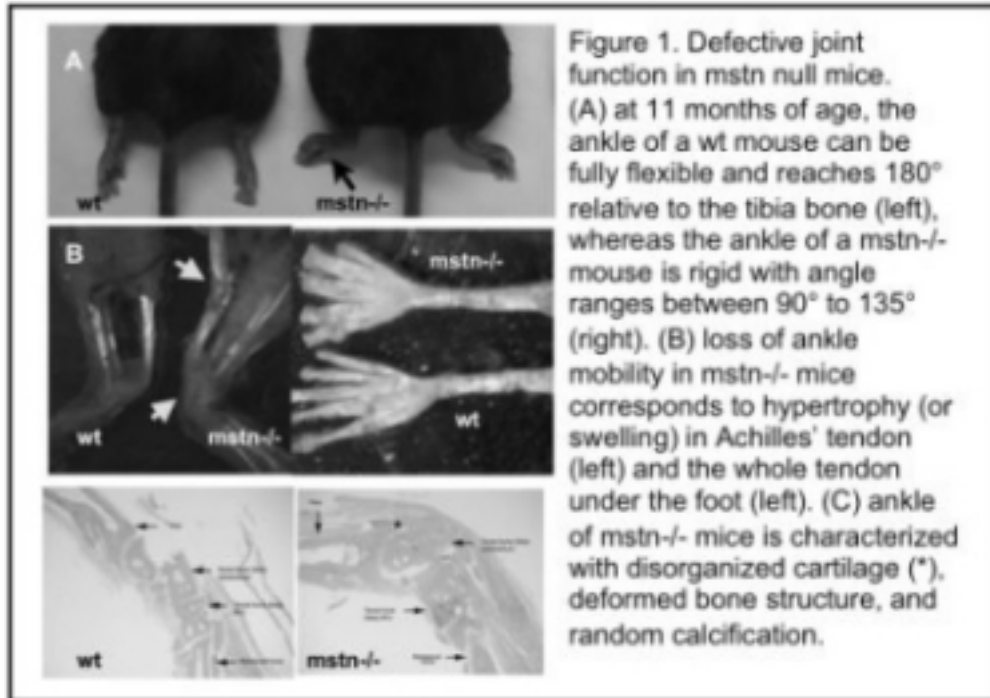 A
wt
mstn-/-
B
mstn-/-
wt
mstn-/-
wt
wt
mstn-/-
Figure 1. Defective joint
function in mstn null mice.
(A) at 11 months of age, the
ankle of a wt mouse can be
fully flexible and reaches 180°
relative to the tibia bone (left),
whereas the ankle of a mstn-/-
mouse is rigid with angle
ranges between 90° to 135°
(right). (B) loss of ankle
mobility in mstn-/- mice
corresponds to hypertrophy (or
swelling) in Achilles' tendon
(left) and the whole tendon
under the foot (left). (C) ankle
of mstn-/- mice is characterized
with disorganized cartilage (*),
deformed bone structure, and
random calcification.